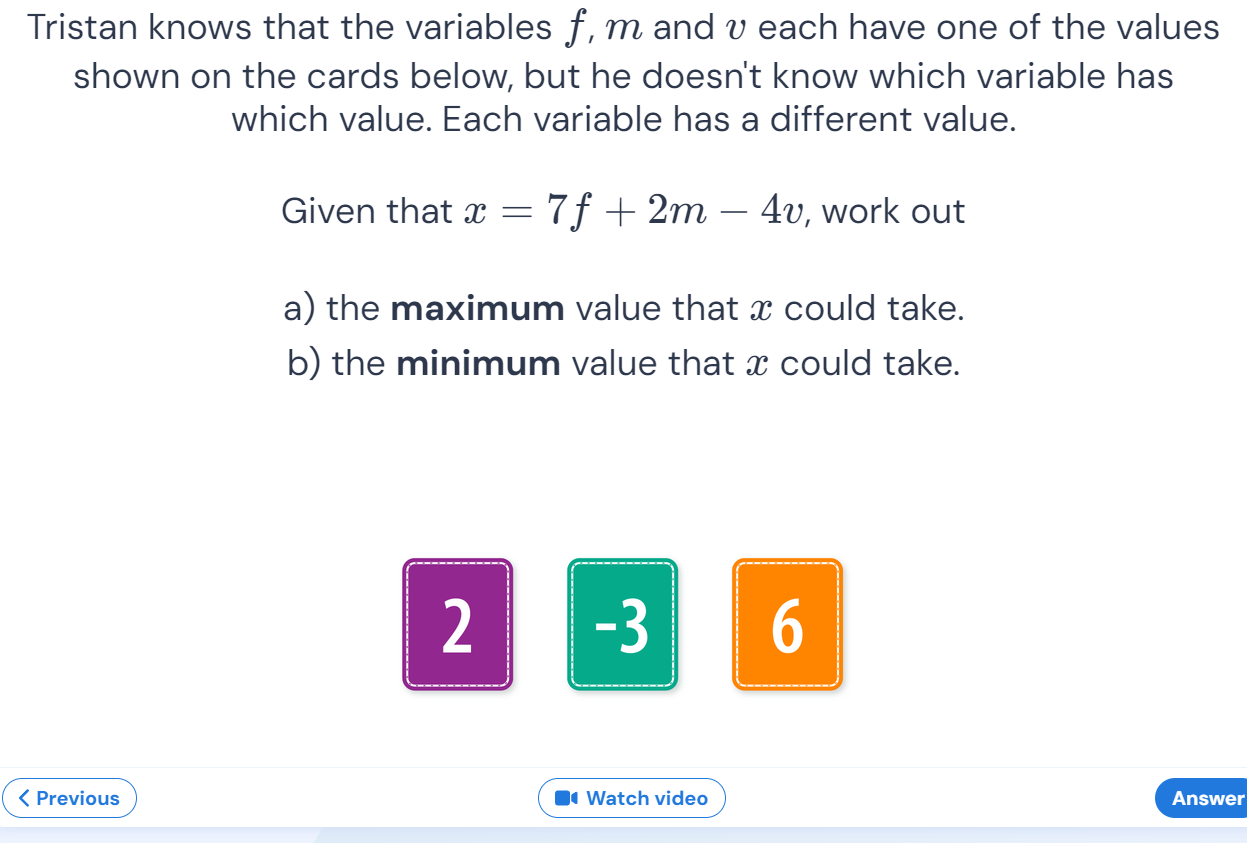 Tristan knows that the variables f, m and v each have one of the values
shown on the cards below, but he doesn't know which variable has
which value. Each variable has a different value.
Given that x = 7f + 2m − 4v, work out
a) the maximum value that x could take.
b) the minimum value that x could take.
2 -3 6
Previous Watch video Answer